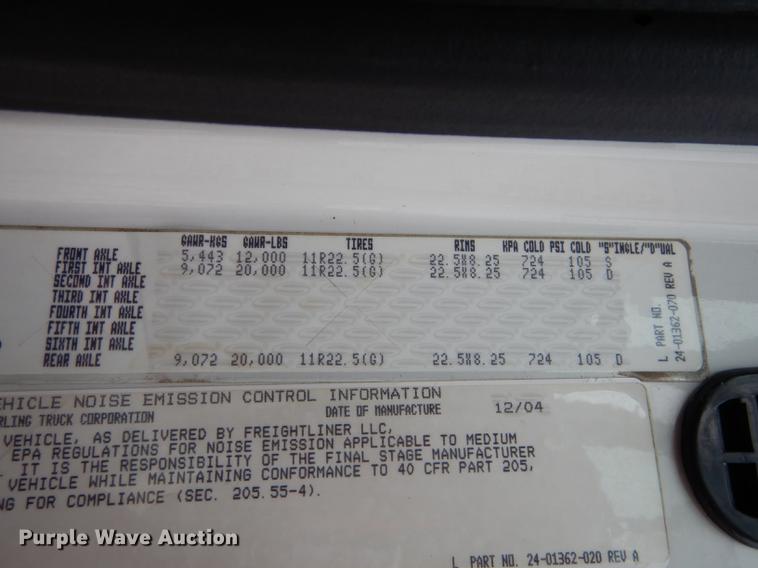 GAWR-KGS GAWR-LBS TIRES RIMS KPA COLD PSI COLD "S"INGLE/"D"UAL
FRONT AXLE 5,443 12,000 11R22.5(G) 22.5X8.25 724 105 S
FIRST INT AXLE 9,072 20,000 11R22.5(G) 22.5X8.25 724 105 D
SECOND INT AXLE
THIRD INT AXLE
FOURTH INT AXLE
FIFTH INT AXLE
SIXTH INT AXLE
REAR AXLE 9,072 20,000 11R22.5(G) 22.5X8.25 724 105 D
L PART NO.
24-01362-070 REV A
EHICLE NOISE EMISSION CONTROL INFORMATION
RLING TRUCK CORPORATION DATE OF MANUFACTURE 12/04
VEHICLE, AS DELIVERED BY FREIGHTLINER LLC,
EPA REGULATIONS FOR NOISE EMISSION APPLICABLE TO MEDIUM
IT IS THE RESPONSIBILITY OF THE FINAL STAGE MANUFACTURER
VEHICLE WHILE MAINTAINING CONFORMANCE TO 40 CFR PART 205,
NG FOR COMPLIANCE (SEC. 205.55-4).
L PART NO. 24-01362-020 REV A
Purple Wave Auction